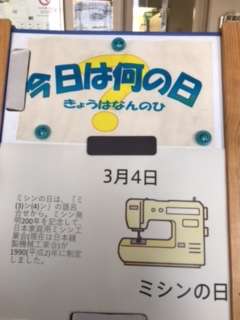 今日は何の日
きょうはなんのひ
3月4日
ミシンの日は、「ミ
(3)シ(4)ン」の語呂
合せから。ミシン発
明200年を記念して、
日本家庭用ミシン工
業会(現在は日本縫
製機械工業会)が
1990(平成2)年に制定
しました。
ミシンの日